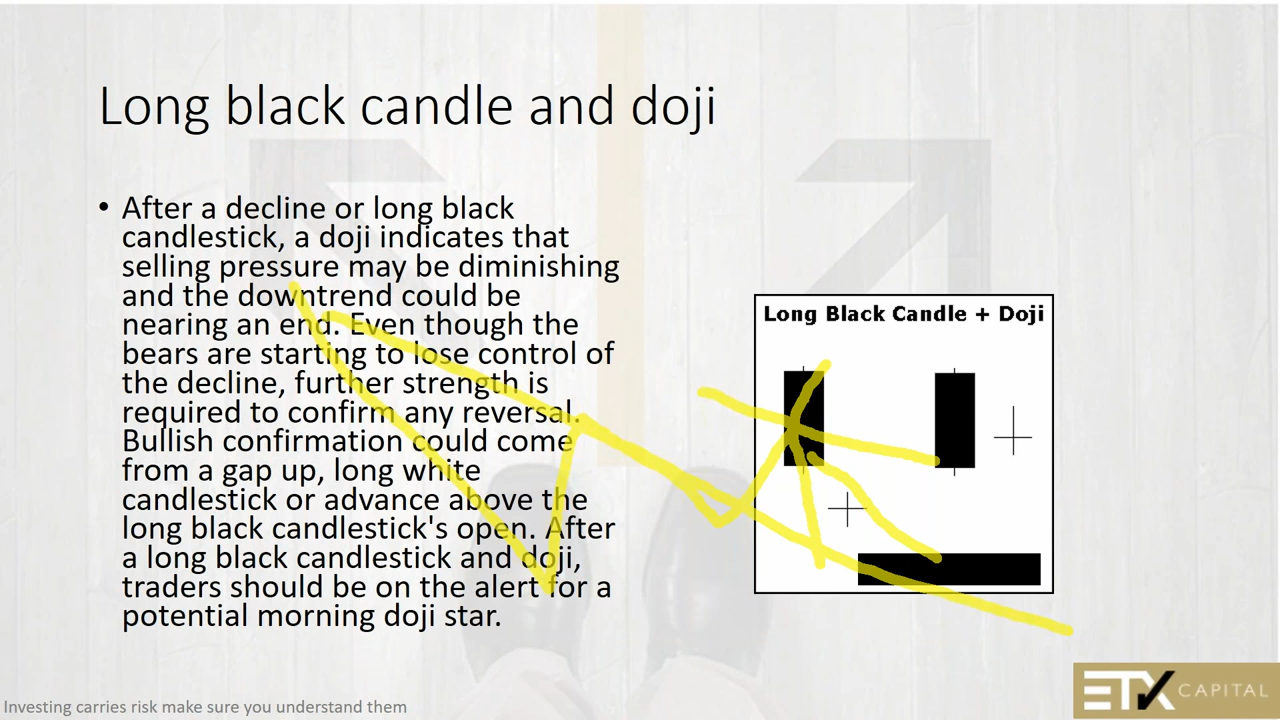 Long black candle and doji
• After a decline or long black
candlestick, a doji indicates that
selling pressure may be diminishing
and the downtrend could be
nearing an end. Even though the
bears are starting to lose control of
the decline, further strength is
required to confirm any reversal.
Bullish confirmation could come
from a gap up, long white
candlestick or advance above the
long black candlestick's open. After
a long black candlestick and doji,
traders should be on the alert for a
potential morning doji star.
Long Black Candle + Doji
Investing carries risk make sure you understand them
ETX CAPITAL